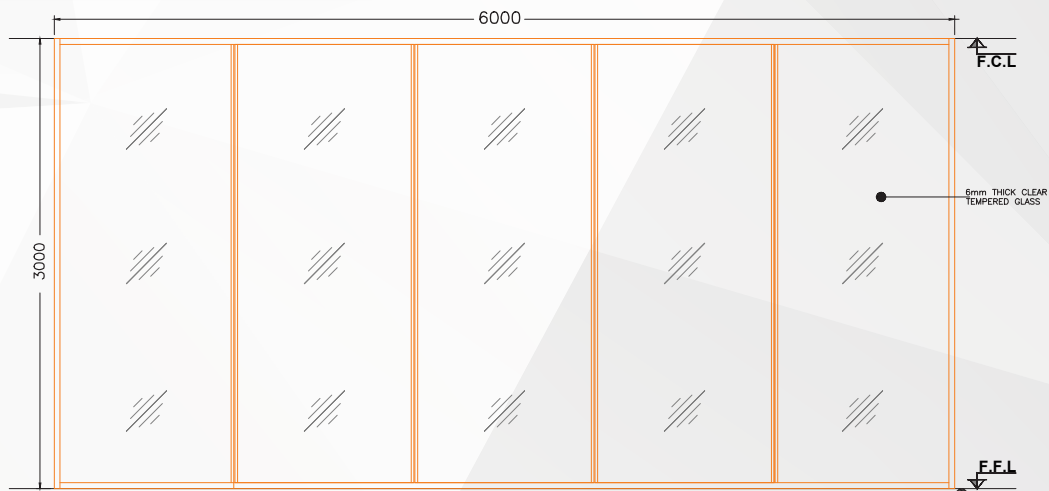 6000
F.C.L
6mm THICK CLEAR
TEMPERED GLASS
3000
F.F.L